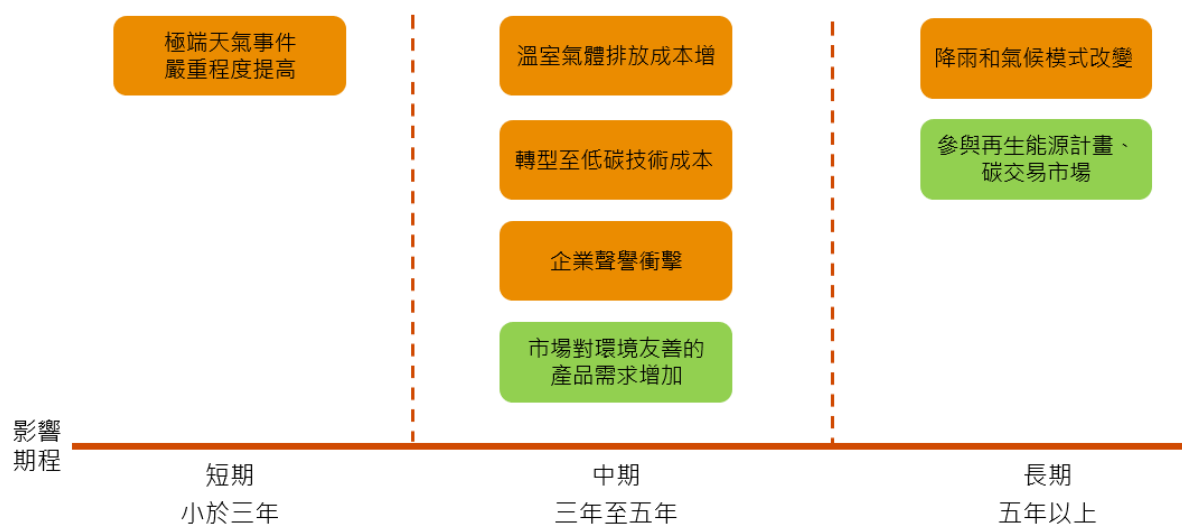 極端天氣事件
嚴重程度提高
溫室氣體排放成本增
轉型至低碳技術成本
企業聲譽衝擊
市場對環境友善的
產品需求增加
降雨和氣候模式改變
參與再生能源計畫、
碳交易市場
影響
期程
短期
小於三年
中期
三年至五年
長期
五年以上